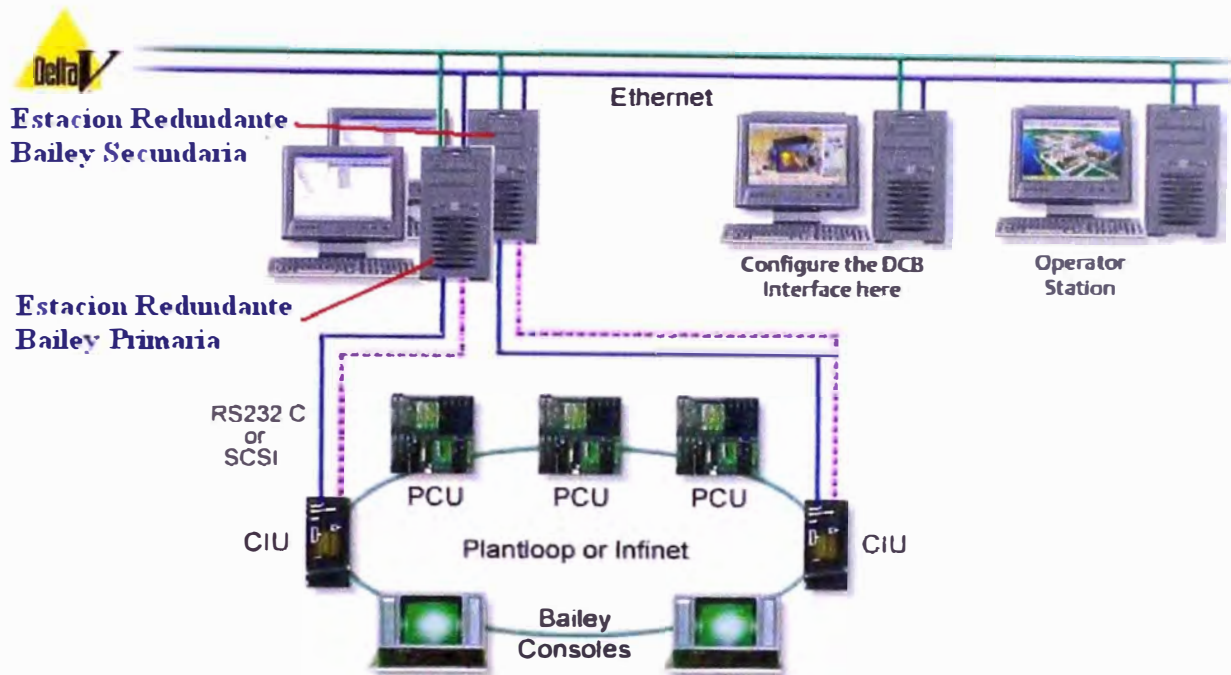 DeltaV
Ethernet
Estacion Redundante
Bailey Secundaria
Configure the DCB
Interface here
Operator
Station
Estacion Redundante
Bailey Primaria
RS232 C
or
SCSI
PCU
PCU
PCU
CIU
Plantloop or Infinet
CIU
Bailey
Consoles